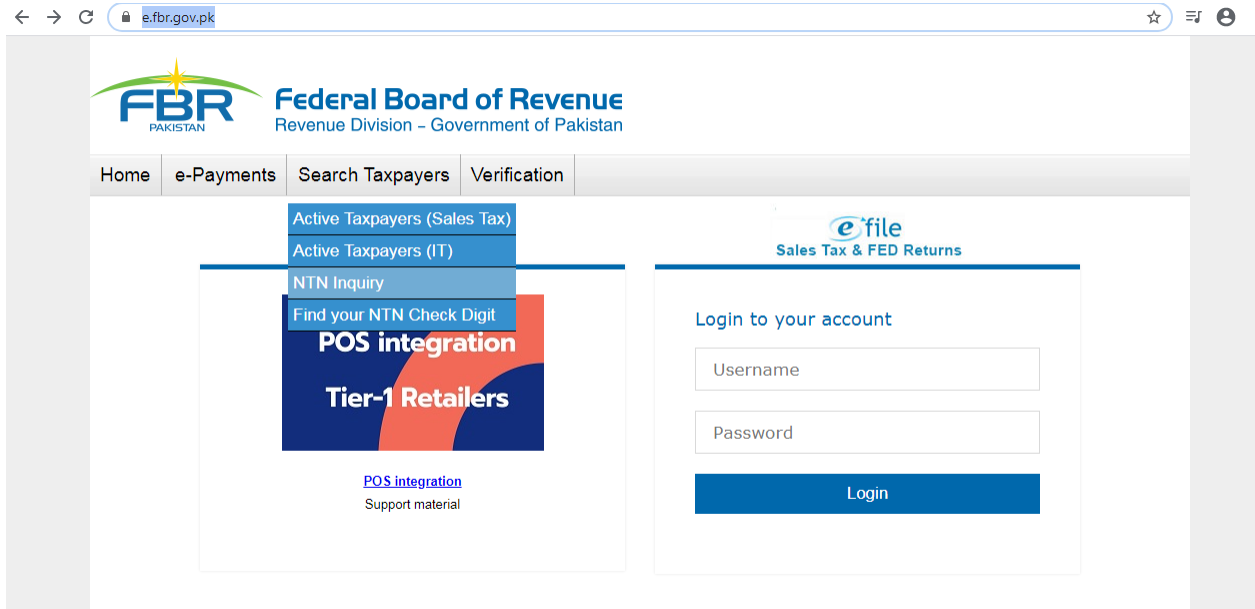 e.fbr.gov.pk
FBR
PAKISTAN
Federal Board of Revenue
Revenue Division – Government of Pakistan
Home
e-Payments
Search Taxpayers
Verification
Active Taxpayers (Sales Tax)
Active Taxpayers (IT)
NTN Inquiry
Find your NTN Check Digit
POS integration
Tier-1 Retailers
POS integration
Support material
e file
Sales Tax & FED Returns
Login to your account
Username
Password
Login